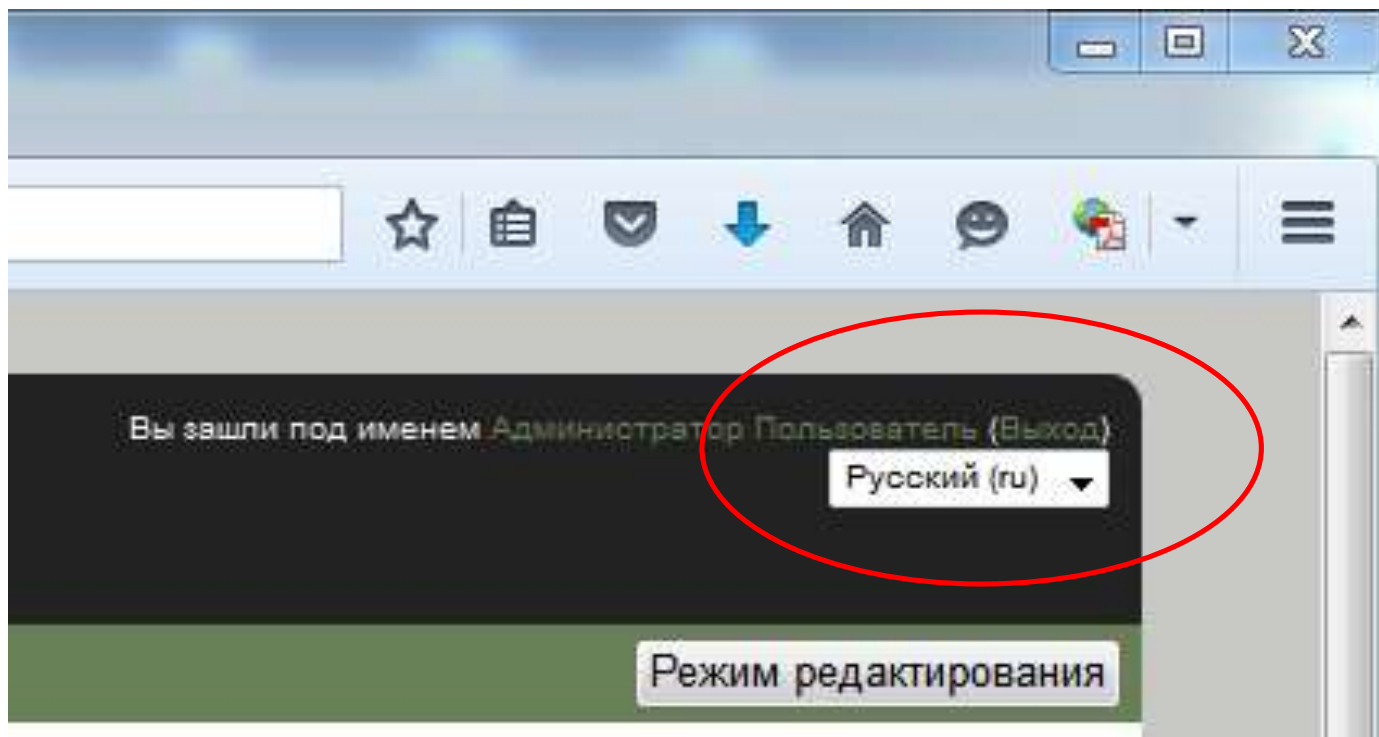 Вы зашли под именем Администратор Пользователь (Выход)
Русский (ru)
Режим редактирования